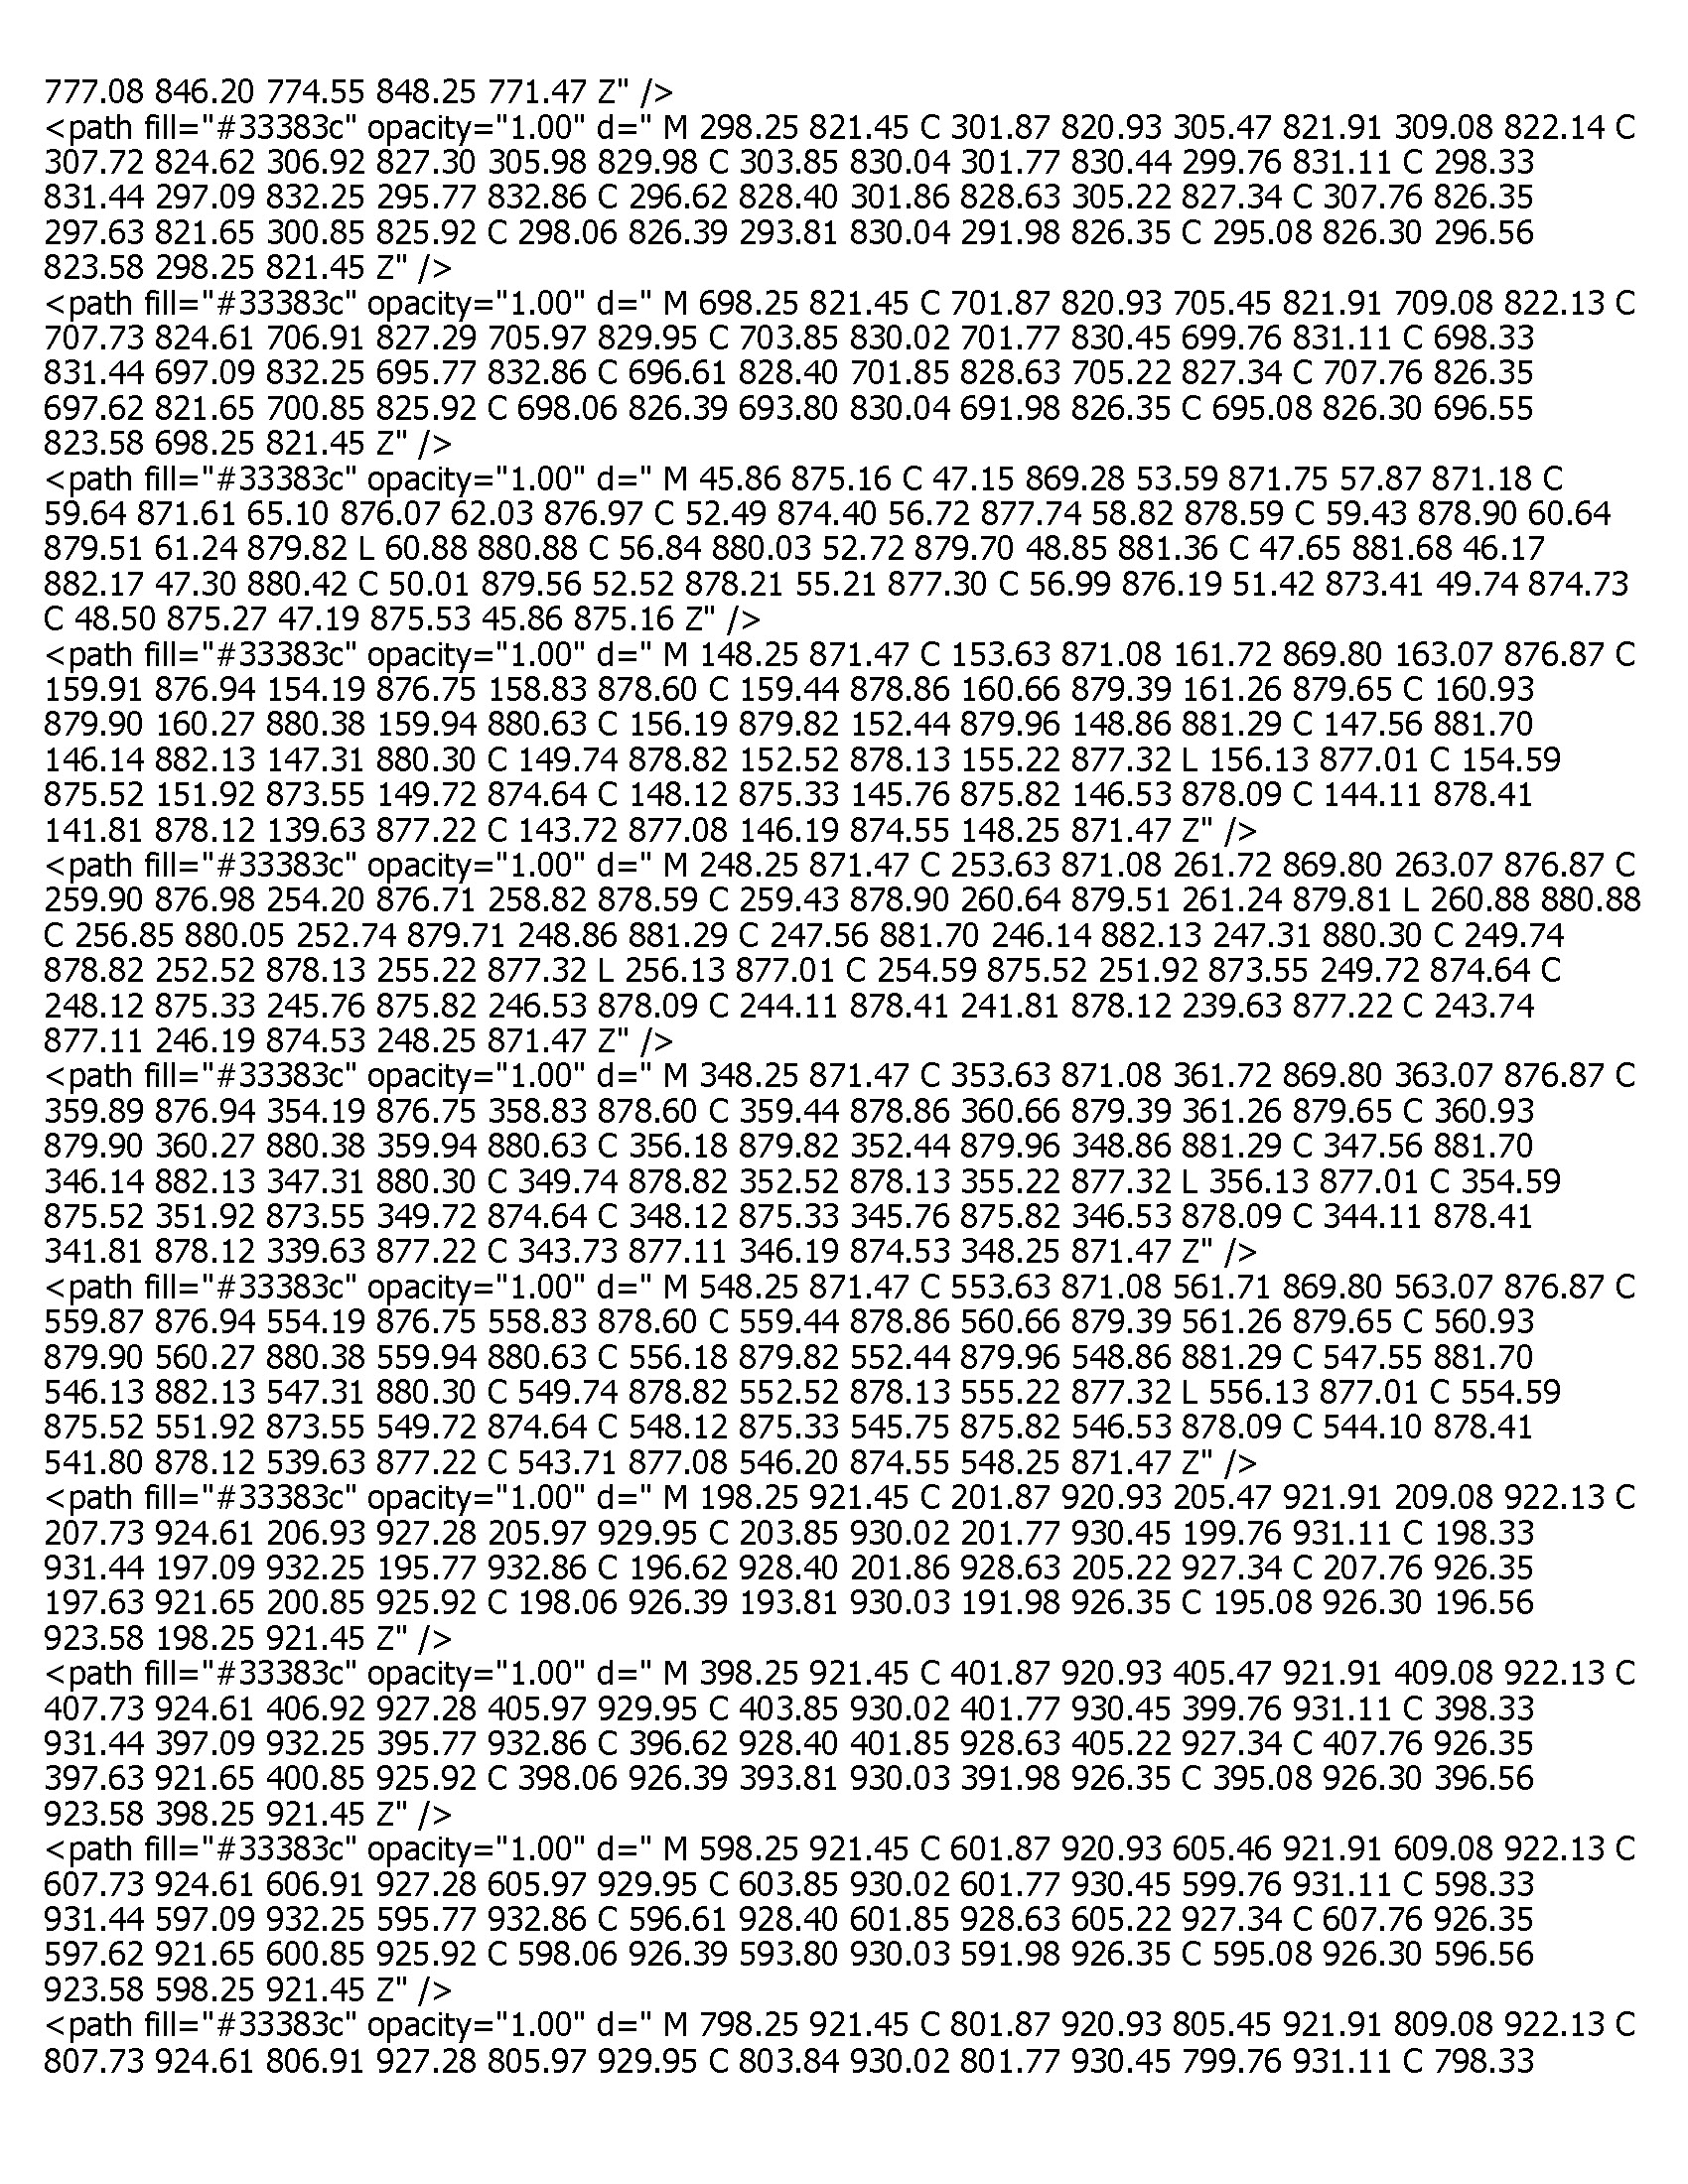 777.08 846.20 774.55 848.25 771.47 Z" />
<path fill="#33383c" opacity="1.00" d=" M 298.25 821.45 C 301.87 820.93 305.47 821.91 309.08 822.14 C
307.72 824.62 306.92 827.30 305.98 829.98 C 303.85 830.04 301.77 830.44 299.76 831.11 C 298.33
831.44 297.09 832.25 295.77 832.86 C 296.62 828.40 301.86 828.63 305.22 827.34 C 307.76 826.35
297.63 821.65 300.85 825.92 C 298.06 826.39 293.81 830.04 291.98 826.35 C 295.08 826.30 296.56
823.58 298.25 821.45 Z" />
<path fill="#33383c" opacity="1.00" d=" M 698.25 821.45 C 701.87 820.93 705.45 821.91 709.08 822.13 C
707.73 824.61 706.91 827.29 705.97 829.95 C 703.85 830.02 701.77 830.45 699.76 831.11 C 698.33
831.44 697.09 832.25 695.77 832.86 C 696.61 828.40 701.85 828.63 705.22 827.34 C 707.76 826.35
697.62 821.65 700.85 825.92 C 698.06 826.39 693.80 830.04 691.98 826.35 C 695.08 826.30 696.55
823.58 698.25 821.45 Z" />
<path fill="#33383c" opacity="1.00" d=" M 45.86 875.16 C 47.15 869.28 53.59 871.75 57.87 871.18 C
59.64 871.61 65.10 876.07 62.03 876.97 C 52.49 874.40 56.72 877.74 58.82 878.59 C 59.43 878.90 60.64
879.51 61.24 879.82 L 60.88 880.88 C 56.84 880.03 52.72 879.70 48.85 881.36 C 47.65 881.68 46.17
882.17 47.30 880.42 C 50.01 879.56 52.52 878.21 55.21 877.30 C 56.99 876.19 51.42 873.41 49.74 874.73
C 48.50 875.27 47.19 875.53 45.86 875.16 Z" />
<path fill="#33383c" opacity="1.00" d=" M 148.25 871.47 C 153.63 871.08 161.72 869.80 163.07 876.87 C
159.91 876.94 154.19 876.75 158.83 878.60 C 159.44 878.86 160.66 879.39 161.26 879.65 C 160.93
879.90 160.27 880.38 159.94 880.63 C 156.19 879.82 152.44 879.96 148.86 881.29 C 147.56 881.70
146.14 882.13 147.31 880.30 C 149.74 878.82 152.52 878.13 155.22 877.32 L 156.13 877.01 C 154.59
875.52 151.92 873.55 149.72 874.64 C 148.12 875.33 145.76 875.82 146.53 878.09 C 144.11 878.41
141.81 878.12 139.63 877.22 C 143.72 877.08 146.19 874.55 148.25 871.47 Z" />
<path fill="#33383c" opacity="1.00" d=" M 248.25 871.47 C 253.63 871.08 261.72 869.80 263.07 876.87 C
259.90 876.98 254.20 876.71 258.82 878.59 C 259.43 878.90 260.64 879.51 261.24 879.81 L 260.88 880.88
C 256.85 880.05 252.74 879.71 248.86 881.29 C 247.56 881.70 246.14 882.13 247.31 880.30 C 249.74
878.82 252.52 878.13 255.22 877.32 L 256.13 877.01 C 254.59 875.52 251.92 873.55 249.72 874.64 C
248.12 875.33 245.76 875.82 246.53 878.09 C 244.11 878.41 241.81 878.12 239.63 877.22 C 243.74
877.11 246.19 874.53 248.25 871.47 Z" />
<path fill="#33383c" opacity="1.00" d=" M 348.25 871.47 C 353.63 871.08 361.72 869.80 363.07 876.87 C
359.89 876.94 354.19 876.75 358.83 878.60 C 359.44 878.86 360.66 879.39 361.26 879.65 C 360.93
879.90 360.27 880.38 359.94 880.63 C 356.18 879.82 352.44 879.96 348.86 881.29 C 347.56 881.70
346.14 882.13 347.31 880.30 C 349.74 878.82 352.52 878.13 355.22 877.32 L 356.13 877.01 C 354.59
875.52 351.92 873.55 349.72 874.64 C 348.12 875.33 345.76 875.82 346.53 878.09 C 344.11 878.41
341.81 878.12 339.63 877.22 C 343.73 877.11 346.19 874.53 348.25 871.47 Z" />
<path fill="#33383c" opacity="1.00" d=" M 548.25 871.47 C 553.63 871.08 561.71 869.80 563.07 876.87 C
559.87 876.94 554.19 876.75 558.83 878.60 C 559.44 878.86 560.66 879.39 561.26 879.65 C 560.93
879.90 560.27 880.38 559.94 880.63 C 556.18 879.82 552.44 879.96 548.86 881.29 C 547.55 881.70
546.13 882.13 547.31 880.30 C 549.74 878.82 552.52 878.13 555.22 877.32 L 556.13 877.01 C 554.59
875.52 551.92 873.55 549.72 874.64 C 548.12 875.33 545.75 875.82 546.53 878.09 C 544.10 878.41
541.80 878.12 539.63 877.22 C 543.71 877.08 546.20 874.55 548.25 871.47 Z" />
<path fill="#33383c" opacity="1.00" d=" M 198.25 921.45 C 201.87 920.93 205.47 921.91 209.08 922.13 C
207.73 924.61 206.93 927.28 205.97 929.95 C 203.85 930.02 201.77 930.45 199.76 931.11 C 198.33
931.44 197.09 932.25 195.77 932.86 C 196.62 928.40 201.86 928.63 205.22 927.34 C 207.76 926.35
197.63 921.65 200.85 925.92 C 198.06 926.39 193.81 930.03 191.98 926.35 C 195.08 926.30 196.56
923.58 198.25 921.45 Z" />
<path fill="#33383c" opacity="1.00" d=" M 398.25 921.45 C 401.87 920.93 405.47 921.91 409.08 922.13 C
407.73 924.61 406.92 927.28 405.97 929.95 C 403.85 930.02 401.77 930.45 399.76 931.11 C 398.33
931.44 397.09 932.25 395.77 932.86 C 396.62 928.40 401.85 928.63 405.22 927.34 C 407.76 926.35
397.63 921.65 400.85 925.92 C 398.06 926.39 393.81 930.03 391.98 926.35 C 395.08 926.30 396.56
923.58 398.25 921.45 Z" />
<path fill="#33383c" opacity="1.00" d=" M 598.25 921.45 C 601.87 920.93 605.46 921.91 609.08 922.13 C
607.73 924.61 606.91 927.28 605.97 929.95 C 603.85 930.02 601.77 930.45 599.76 931.11 C 598.33
931.44 597.09 932.25 595.77 932.86 C 596.61 928.40 601.85 928.63 605.22 927.34 C 607.76 926.35
597.62 921.65 600.85 925.92 C 598.06 926.39 593.80 930.03 591.98 926.35 C 595.08 926.30 596.56
923.58 598.25 921.45 Z" />
<path fill="#33383c" opacity="1.00" d=" M 798.25 921.45 C 801.87 920.93 805.45 921.91 809.08 922.13 C
807.73 924.61 806.91 927.28 805.97 929.95 C 803.84 930.02 801.77 930.45 799.76 931.11 C 798.33